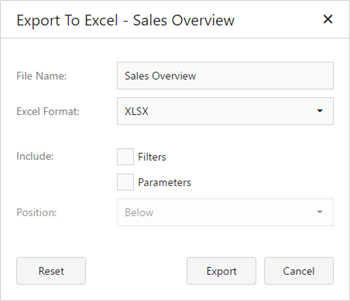 Export To Excel - Sales Overview
File Name: Sales Overview
Excel Format: XLSX
Include: Filters
Parameters
Position: Below
Reset Export Cancel